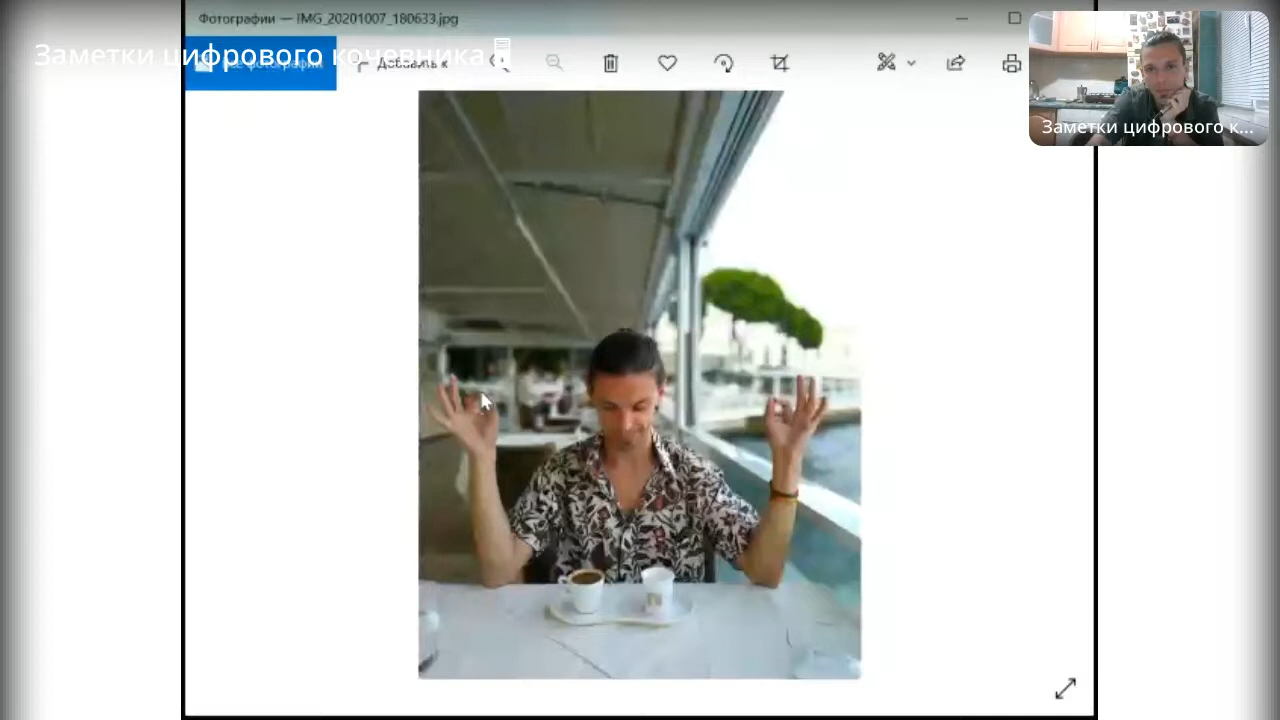 Фотографии — IMG_20201007_180633.jpg
Заметки цифрового кочевника
Добавить к
Заметки цифрового к...